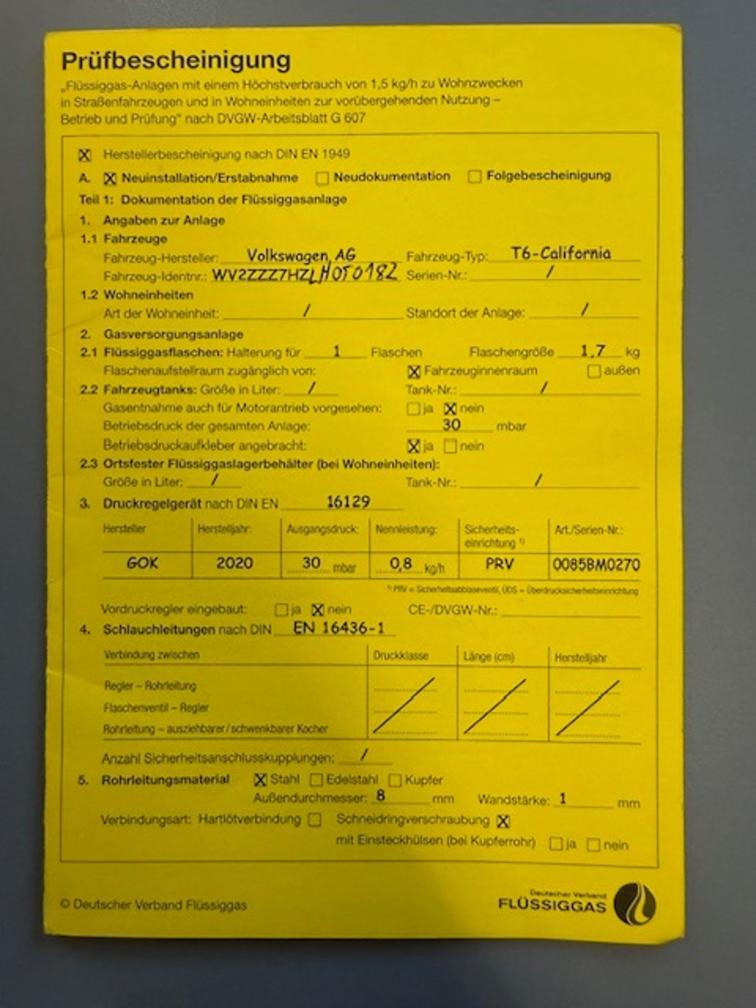 Prüfbescheinigung
„Flüssiggas-Anlagen mit einem Höchstverbrauch von 1,5 kg/h zu Wohnzwecken
in Straßenfahrzeugen und in Wohneinheiten zur vorübergehenden Nutzung –
Betrieb und Prüfung“ nach DVGW-Arbeitsblatt G 607
X Herstellerbescheinigung nach DIN EN 1949
A. X Neuinstallation/Erstabnahme Neudokumentation Folgebescheinigung
Teil 1: Dokumentation der Flüssiggasanlage
1. Angaben zur Anlage
1.1 Fahrzeuge
Fahrzeug-Hersteller: Volkswagen AG Fahrzeug-Typ: T6-California
Fahrzeug-Identnr.: WV2ZZZ7HZLH050182 Serien-Nr.: /
1.2 Wohneinheiten
Art der Wohneinheit: / Standort der Anlage: /
2. Gasversorgungsanlage
2.1 Flüssiggasflaschen: Halterung für 1 Flaschen Flaschengröße 1,7 kg
Flaschenaufstellraum zugänglich von: X Fahrzeuginnenraum außen
2.2 Fahrzeugtanks: Größe in Liter: / Tank-Nr.: /
Gasentnahme auch für Motorantrieb vorgesehen: ja X nein
Betriebsdruck der gesamten Anlage: 30 mbar
Betriebsdruckaufkleber angebracht: X ja nein
2.3 Ortsfester Flüssiggaslagerbehälter (bei Wohneinheiten):
Größe in Liter: / Tank-Nr.: /
3. Druckregelgerät nach DIN EN 16129
Hersteller Herstelljahr: Ausgangsdruck: Nennleistung: Sicherheits- Art./Serien-Nr.:
einrichtung ¹⁾
GOK 2020 30 mbar 0,8 kg/h PRV 0085BM0270
¹⁾ PRV = Sicherheitsabblaseventil, ÜDS = Überdrucksicherheitseinrichtung
Vordruckregler eingebaut: ja X nein CE-/DVGW-Nr.:
4. Schlauchleitungen nach DIN EN 16436-1
Verbindung zwischen Druckklasse Länge (cm) Herstelljahr
Regler – Rohrleitung
Flaschenventil – Regler / / /
Rohrleitung – ausziehbarer/schwenkbarer Kocher
Anzahl Sicherheitsanschlusskupplungen: /
5. Rohrleitungsmaterial X Stahl Edelstahl Kupfer
Außendurchmesser: 8 mm Wandstärke: 1 mm
Verbindungsart: Hartlötverbindung Schneidringverschraubung X
mit Einsteckhülsen (bei Kupferrohr) ja nein
© Deutscher Verband Flüssiggas
Deutscher Verband
FLÜSSIGGAS